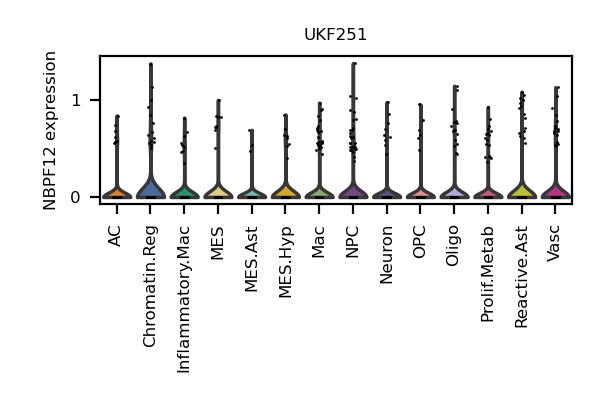 UKF251
NBPF12 expression
1
0
AC
Chromatin.Reg
Inflammatory.Mac
MES
MES.Ast
MES.Hyp
Mac
NPC
Neuron
OPC
Oligo
Prolif.Metab
Reactive.Ast
Vasc